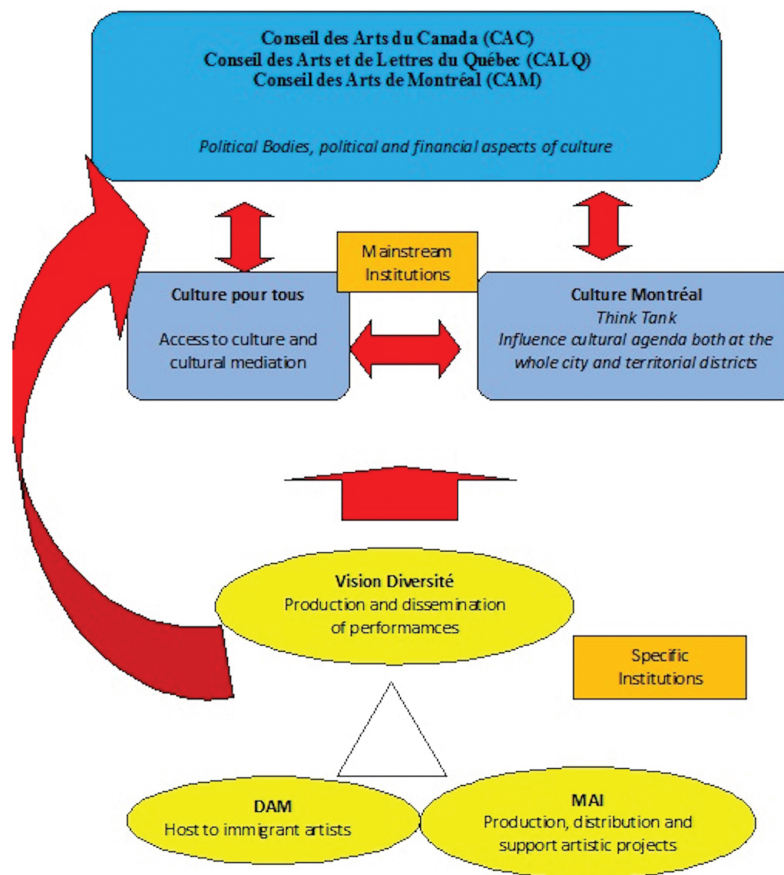 Conseil des Arts du Canada (CAC)
Conseil des Arts et de Lettres du Québec (CALQ)
Conseil des Arts de Montréal (CAM)
Political Bodies, political and financial aspects of culture
Mainstream
Institutions
Culture pour tous
Access to culture and
cultural mediation
Culture Montréal
Think Tank
Influence cultural agenda both at the
whole city and territorial districts
Vision Diversité
Production and dissemination
of performamces
Specific
Institutions
DAM
Host to immigrant artists
MAI
Production, distribution and
support artistic projects